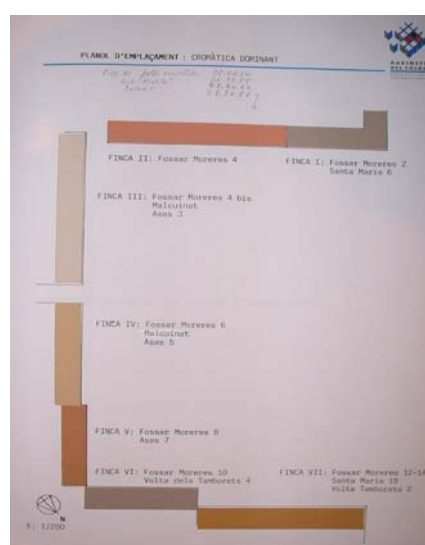 PLANOL D'EMPLAÇAMENT : CROMÀTICA DOMINANT
GABINETE
DEL COLOR
FINCA II: Fossar Moreres 4
FINCA I: Fossar Moreres 2
Santa Maria 6
FINCA III: Fossar Moreres 4 bis
Malcuinat
Ases 3
FINCA IV: Fossar Moreres 6
Malcuinat
Ases 5
FINCA V: Fossar Moreres 8
Ases 7
FINCA VI: Fossar Moreres 10
Volta dels Tamborets 4
FINCA VII: Fossar Moreres 12-14
Santa Maria 10
Volta Tamborets 2
N
E: 1/200